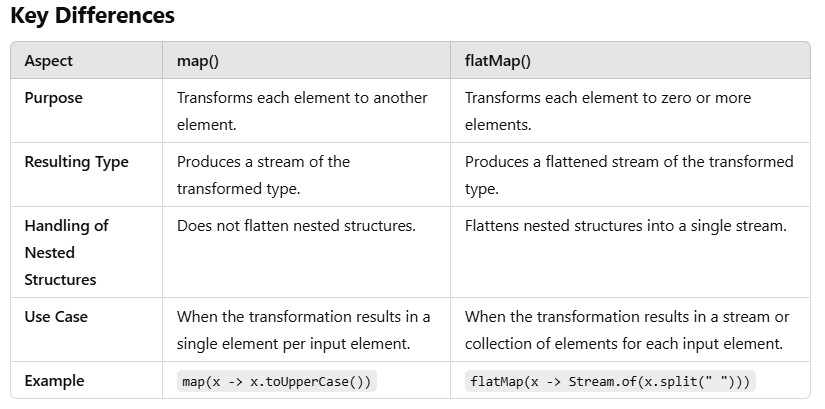 Key Differences
Aspect map() flatMap()
Purpose Transforms each element to another Transforms each element to zero or more
element. elements.
Resulting Type Produces a stream of the Produces a flattened stream of the transformed
transformed type. type.
Handling of Does not flatten nested structures. Flattens nested structures into a single stream.
Nested
Structures
Use Case When the transformation results in a When the transformation results in a stream or
single element per input element. collection of elements for each input element.
Example map(x -> x.toUpperCase()) flatMap(x -> Stream.of(x.split(" ")))